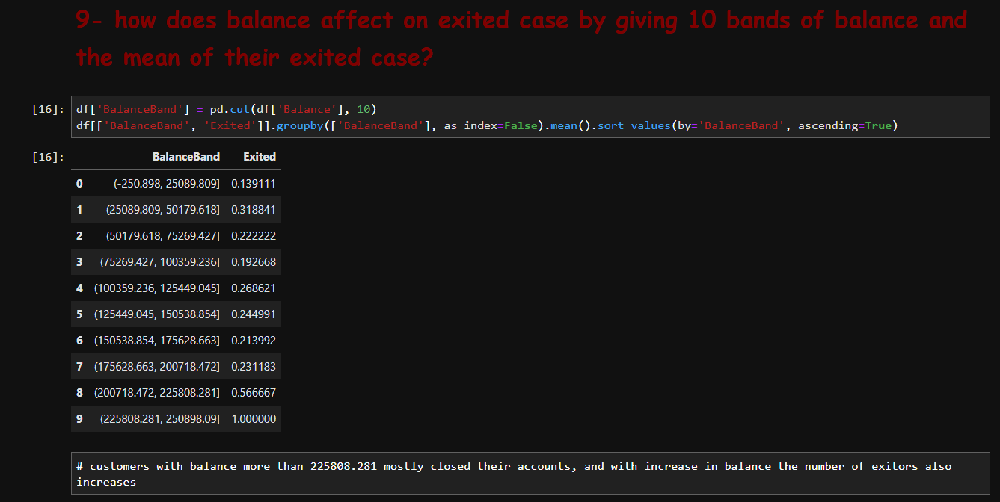 9- how does balance affect on exited case by giving 10 bands of balance and
the mean of their exited case?
[16]: df['BalanceBand'] = pd.cut(df['Balance'], 10)
df[['BalanceBand', 'Exited']].groupby(['BalanceBand'], as_index=False).mean().sort_values(by='BalanceBand', ascending=True)
[16]: BalanceBand Exited
0 (-250.898, 25089.809] 0.139111
1 (25089.809, 50179.618] 0.318841
2 (50179.618, 75269.427] 0.222222
3 (75269.427, 100359.236] 0.192668
4 (100359.236, 125449.045] 0.268621
5 (125449.045, 150538.854] 0.244991
6 (150538.854, 175628.663] 0.213992
7 (175628.663, 200718.472] 0.231183
8 (200718.472, 225808.281] 0.566667
9 (225808.281, 250898.09] 1.000000
# customers with balance more than 225808.281 mostly closed their accounts, and with increase in balance the number of exitors also
increases